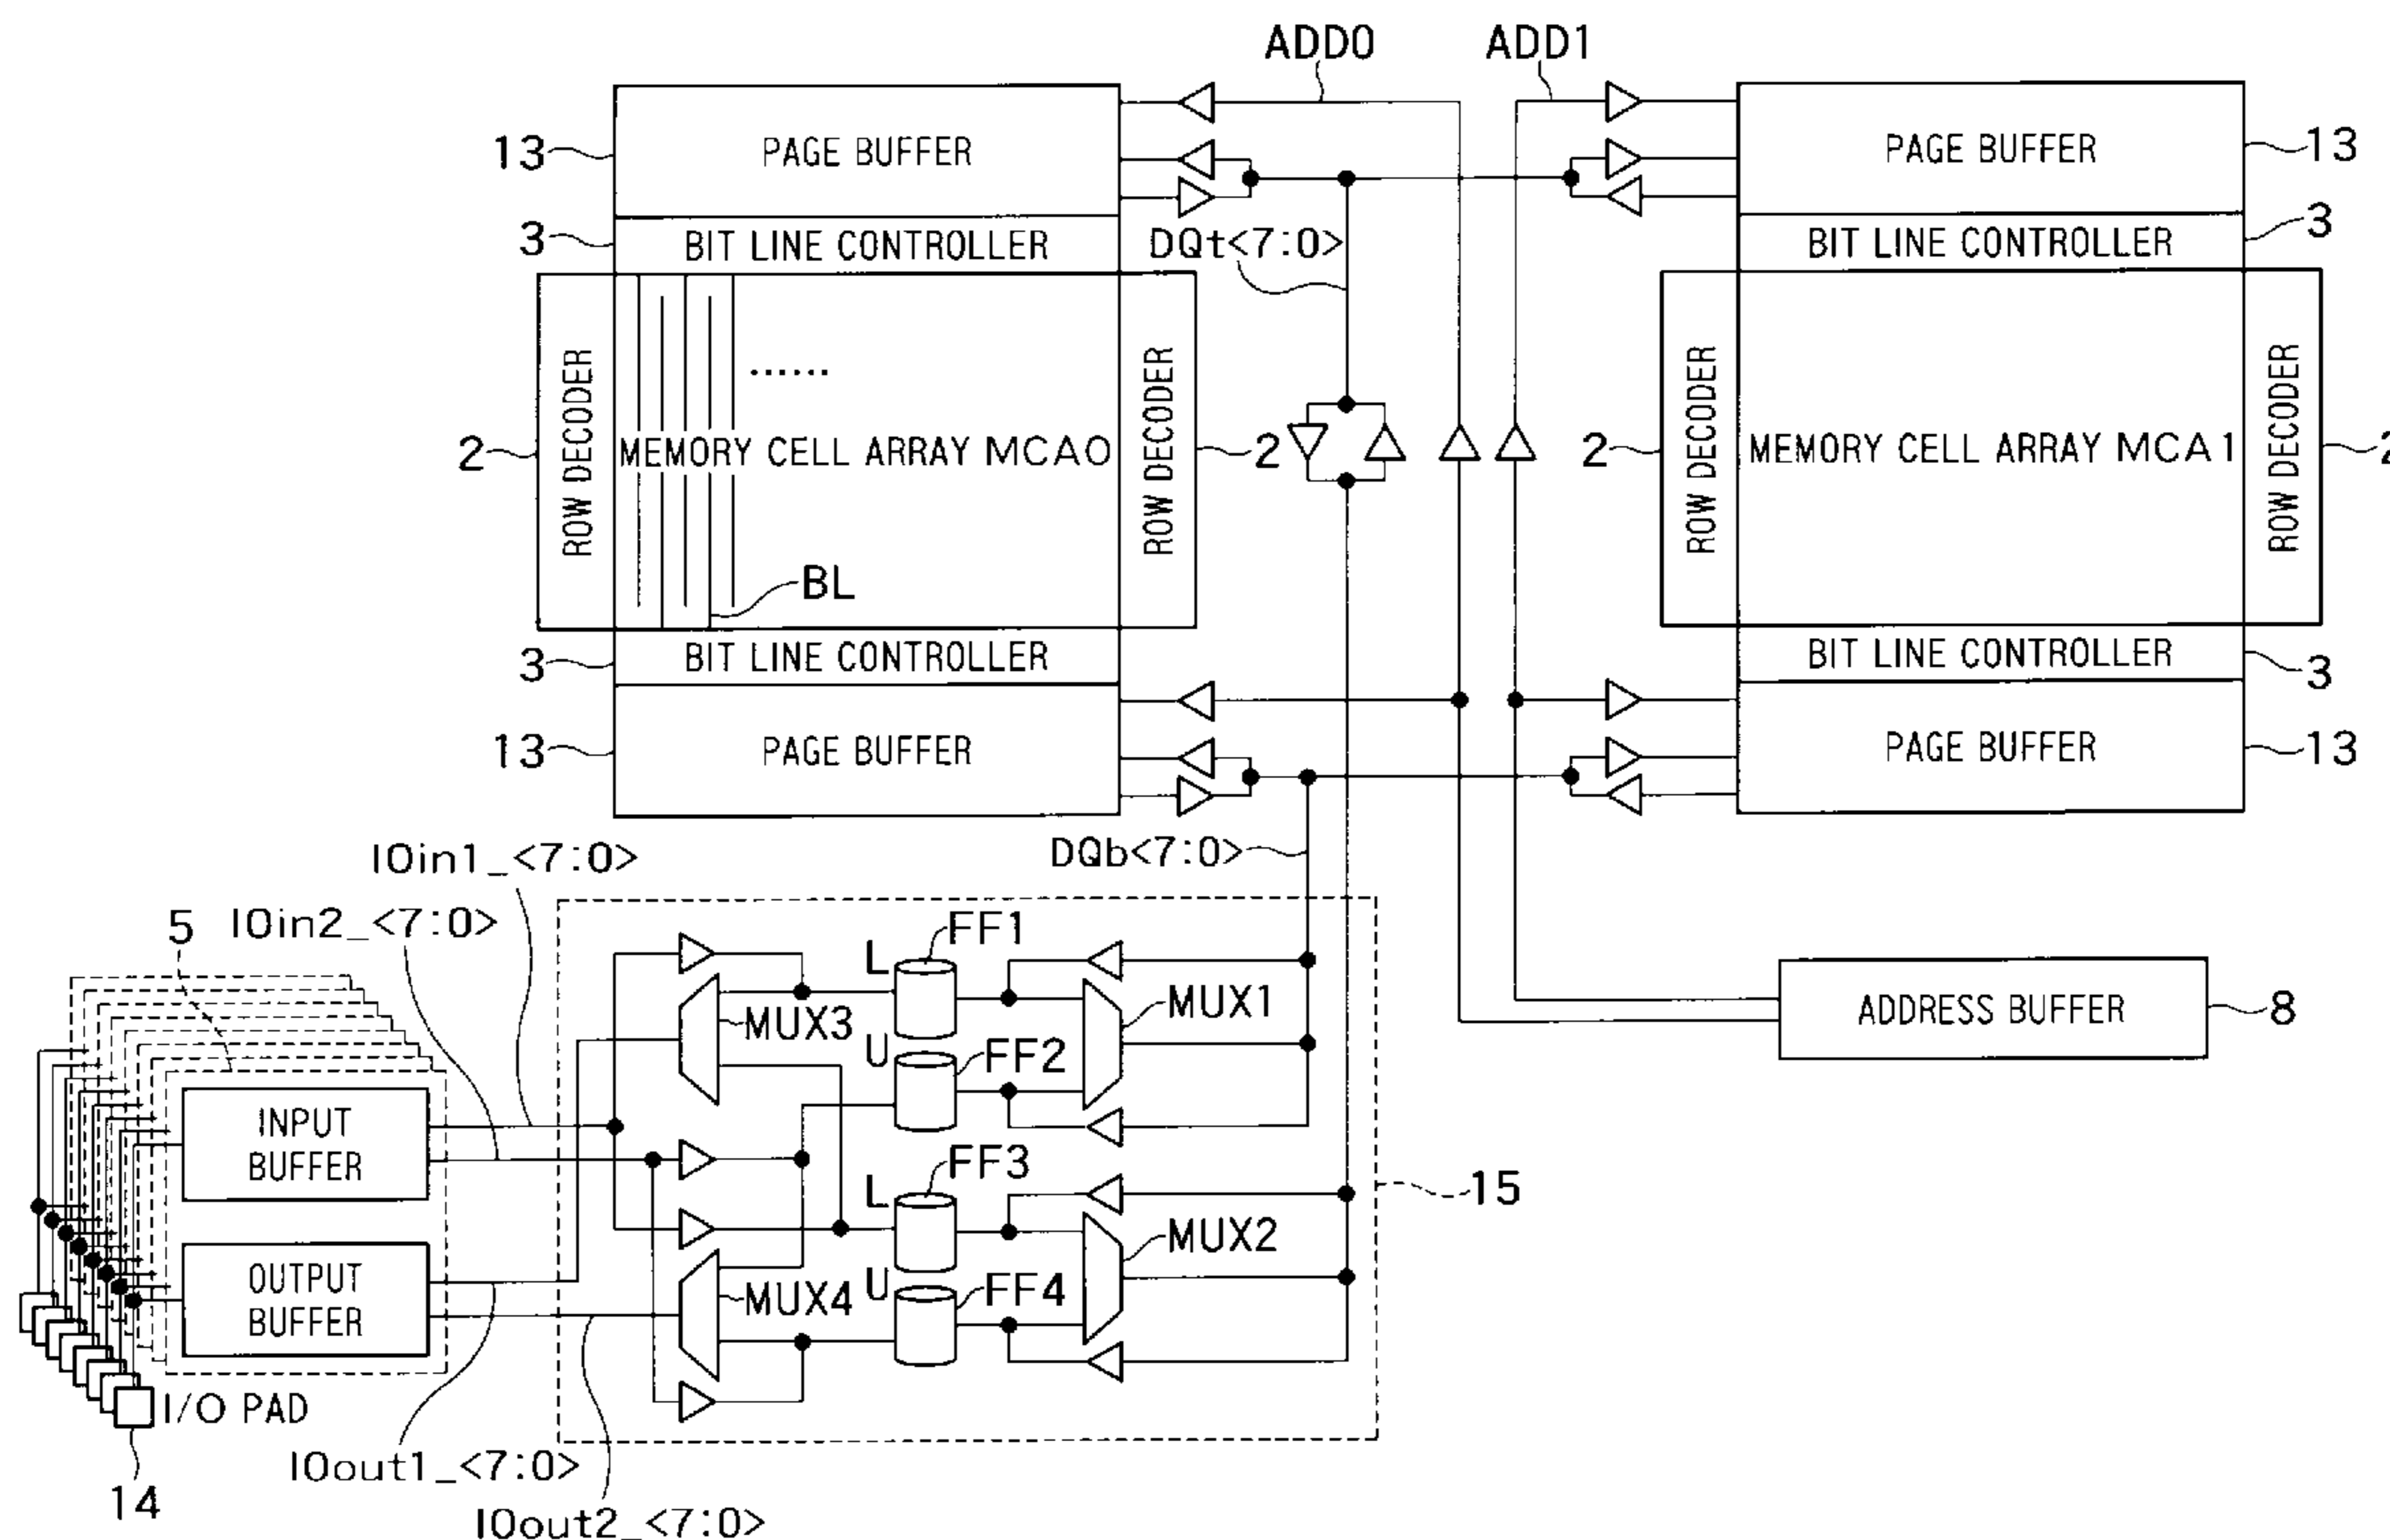 ADD0
ADD1
13
PAGE BUFFER
PAGE BUFFER
13
3
BIT LINE CONTROLLER
DQt<7:0>
BIT LINE CONTROLLER
3
2
ROW DECODER
MEMORY CELL ARRAY MCA0
ROW DECODER
2
2
ROW DECODER
MEMORY CELL ARRAY MCA1
ROW DECODER
2
......
BL
3
BIT LINE CONTROLLER
BIT LINE CONTROLLER
3
13
PAGE BUFFER
PAGE BUFFER
13
DQb<7:0>
IOin1_<7:0>
IOin2_<7:0>
5
L
FF1
MUX3
MUX1
U
FF2
ADDRESS BUFFER
8
INPUT
BUFFER
L
FF3
15
MUX2
OUTPUT
BUFFER
MUX4
U
FF4
I/O PAD
14
IOout1_<7:0>
IOout2_<7:0>